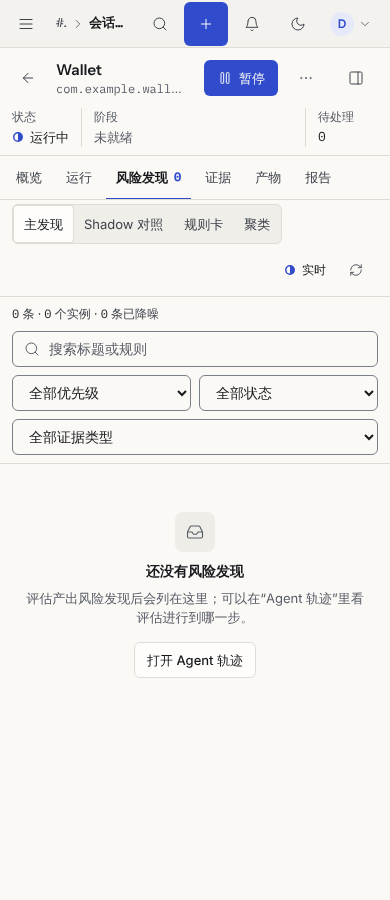 #. > 会话…
D
Wallet
com.example.wall…
暂停
状态
运行中
阶段
未就绪
待处理
0
概览 运行 风险发现 0 证据 产物 报告
主发现 Shadow 对照 规则卡 聚类
实时
0 条 · 0 个实例 · 0 条已降噪
搜索标题或规则
全部优先级 全部状态
全部证据类型
还没有风险发现
评估产出风险发现后会列在这里；可以在“Agent 轨迹”里看
评估进行到哪一步。
打开 Agent 轨迹